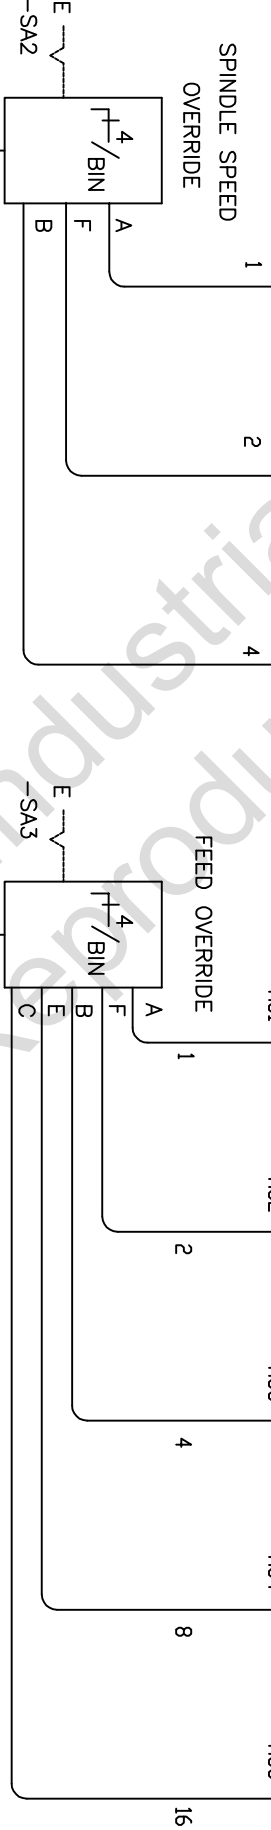 SPINDLE SPEED
OVERRIDE
E
-SA2
4
BIN
A
F
B
1
2
4
FEED OVERRIDE
E
-SA3
4
BIN
A
F
B
E
C
1
2
4
8
16